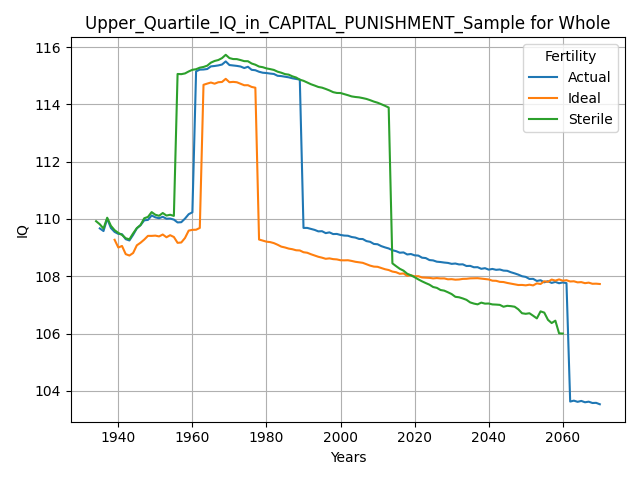 Upper_Quartile_IQ_in_CAPITAL_PUNISHMENT_Sample for Whole
Fertility
Actual
Ideal
Sterile
116
114
112
110
108
106
104
IQ
1940
1960
1980
2000
2020
2040
2060
Years